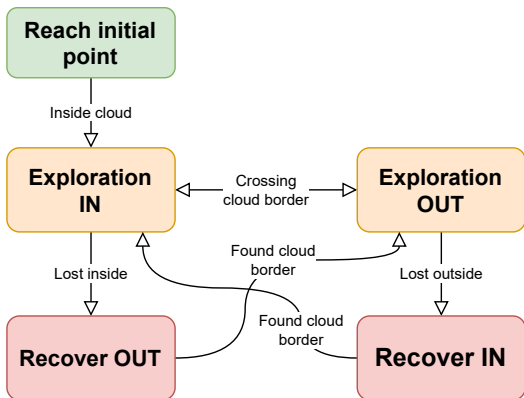 Reach initial
point
Inside cloud
Exploration
IN
Crossing
cloud border
Exploration
OUT
Lost inside
Found cloud
border
Lost outside
Found cloud
border
Recover OUT
Recover IN